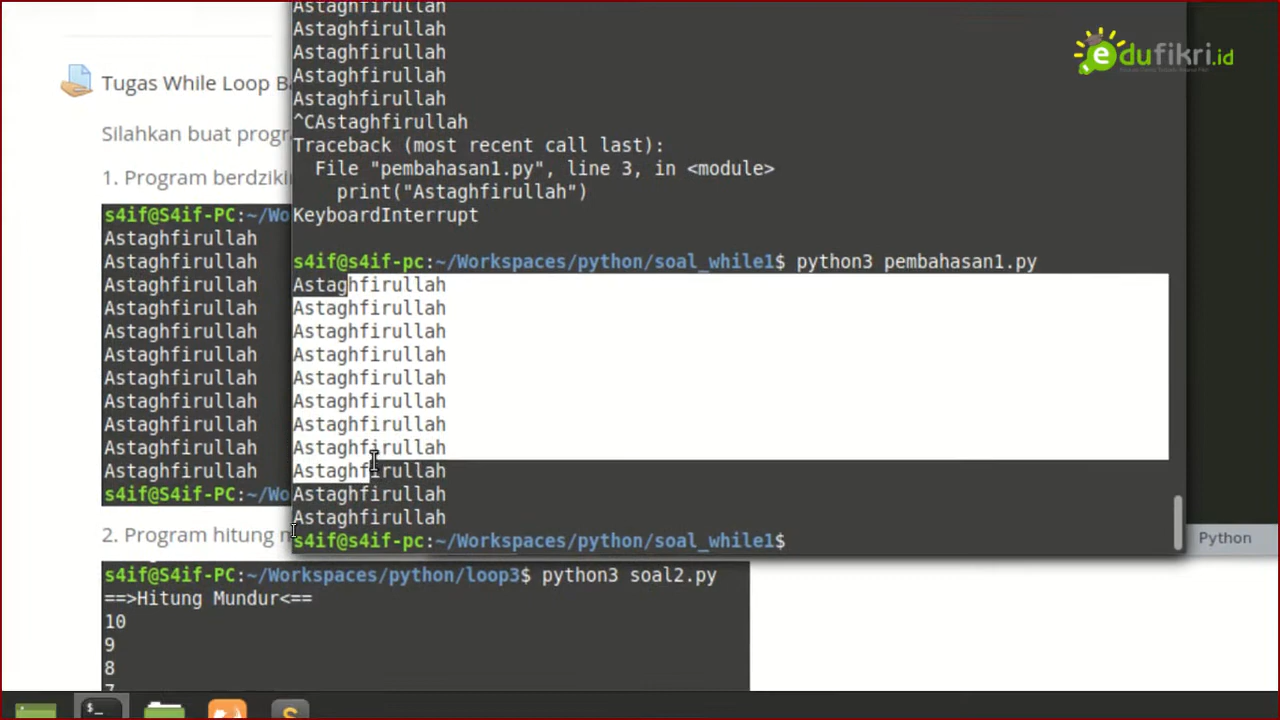 Astaghfirullah
Astaghfirullah
Astaghfirullah
Astaghfirullah
Astaghfirullah
^CAstaghfirullah
Traceback (most recent call last):
File "pembahasan1.py", line 3, in <module>
print("Astaghfirullah")
KeyboardInterrupt
s4if@s4if-pc:~/Workspaces/python/soal_while1$ python3 pembahasan1.py
Astaghfirullah
Astaghfirullah
Astaghfirullah
Astaghfirullah
Astaghfirullah
Astaghfirullah
Astaghfirullah
Astaghfirullah
Astaghfirullah
Astaghfirullah
Astaghfirullah
s4if@s4if-pc:~/Workspaces/python/soal_while1$
edufikri.id
Tugas While Loop Ba
Silahkan buat progra
1. Program berdziki
s4if@S4if-PC:~/Wo
Astaghfirullah
Astaghfirullah
Astaghfirullah
Astaghfirullah
Astaghfirullah
Astaghfirullah
Astaghfirullah
Astaghfirullah
Astaghfirullah
Astaghfirullah
Astaghfirullah
s4if@S4if-PC:~/Wo
2. Program hitung m
s4if@S4if-PC:~/Workspaces/python/loop3$ python3 soal2.py
==>Hitung Mundur<==
10
9
8
7
Python